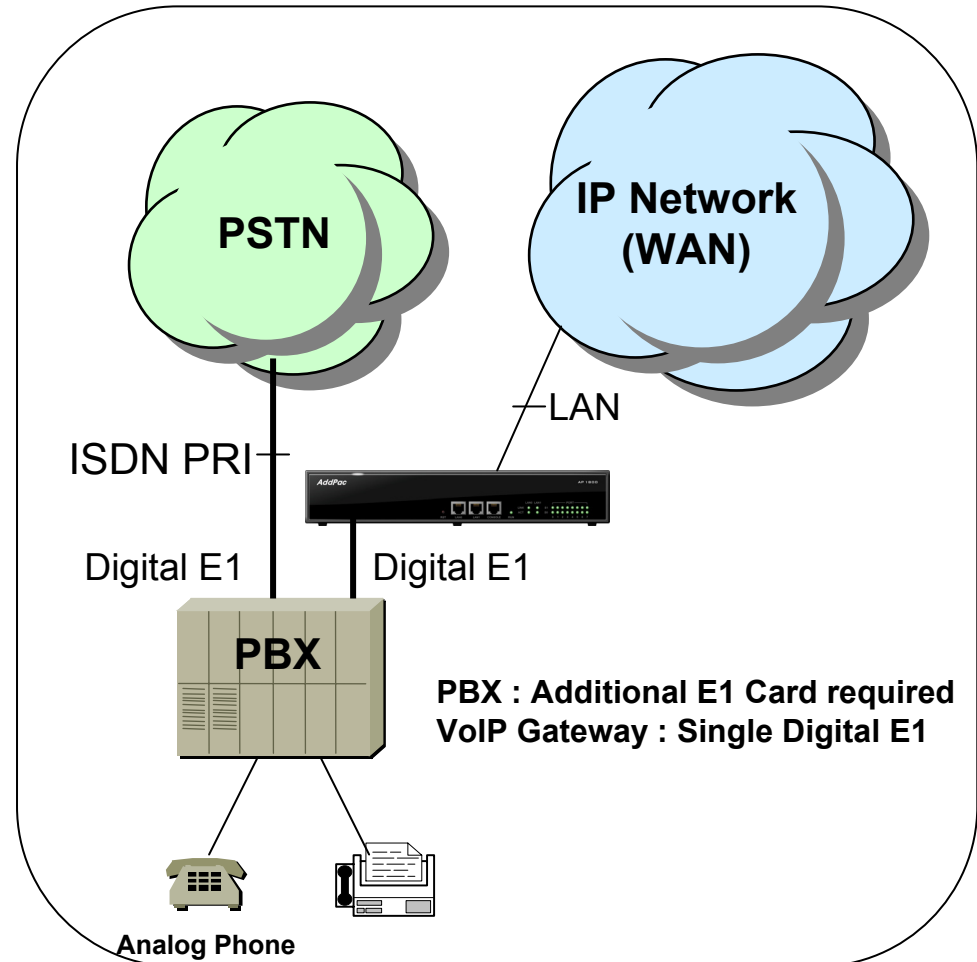 PSTN
IP Network
(WAN)
LAN
ISDN PRI
AddPac
Digital E1
Digital E1
PBX
PBX : Additional E1 Card required
VoIP Gateway : Single Digital E1
Analog Phone